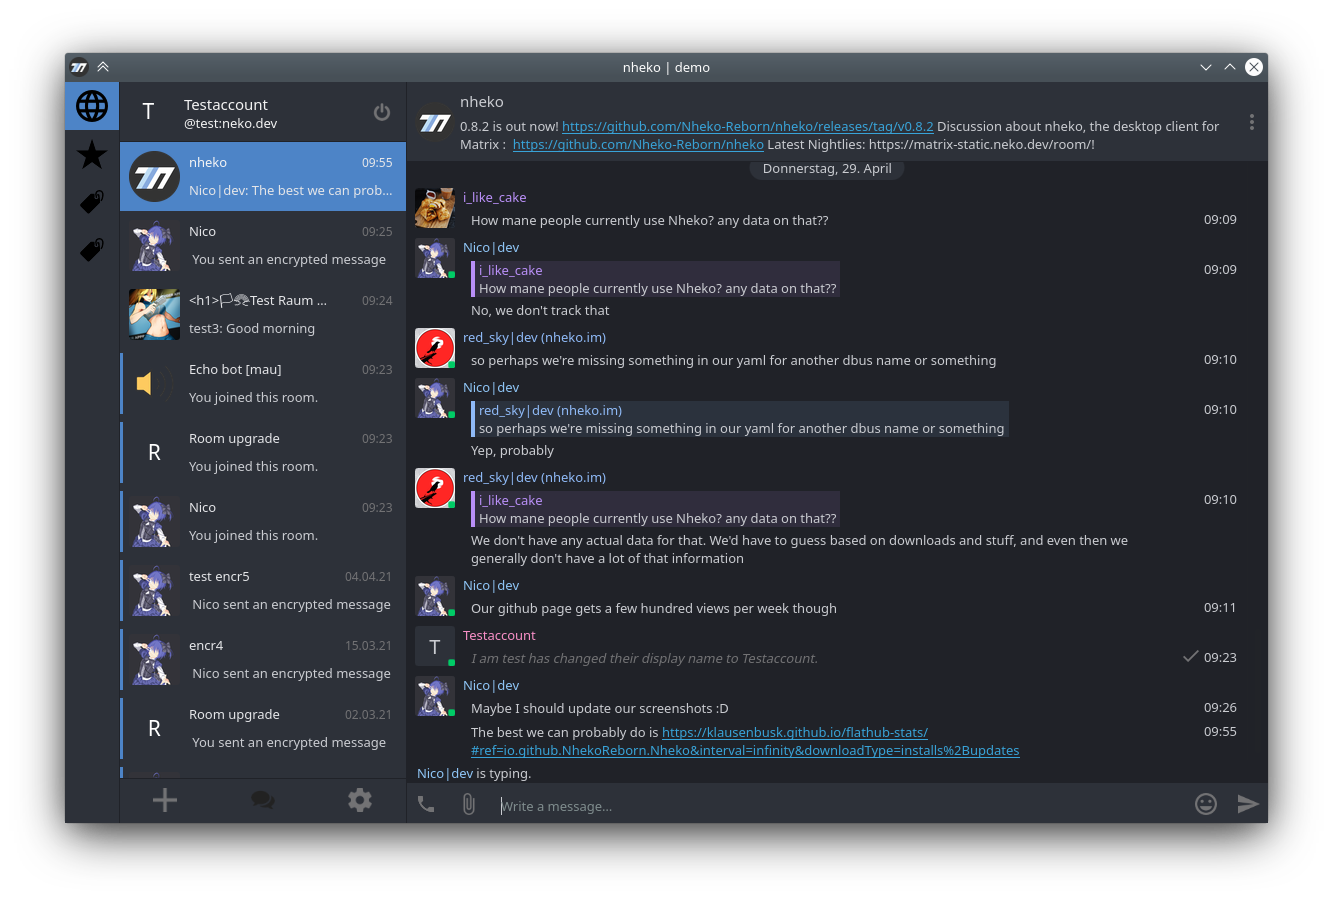 nheko | demo
T
Testaccount
@test:neko.dev
nheko
09:55
Nico|dev: The best we can prob...
Nico
09:25
You sent an encrypted message
<h1>🏳Test Raum ...
09:24
test3: Good morning
Echo bot [mau]
09:23
You joined this room.
R
Room upgrade
09:23
You joined this room.
Nico
09:23
You joined this room.
test encr5
04.04.21
Nico sent an encrypted message
encr4
15.03.21
Nico sent an encrypted message
R
Room upgrade
02.03.21
You sent an encrypted message
nheko
0.8.2 is out now! https://github.com/Nheko-Reborn/nheko/releases/tag/v0.8.2 Discussion about nheko, the desktop client for
Matrix : https://github.com/Nheko-Reborn/nheko Latest Nightlies: https://matrix-static.neko.dev/room/!
Donnerstag, 29. April
i_like_cake
How mane people currently use Nheko? any data on that??
09:09
Nico|dev
i_like_cake
09:09
How mane people currently use Nheko? any data on that??
No, we don't track that
red_sky|dev (nheko.im)
so perhaps we're missing something in our yaml for another dbus name or something
09:10
Nico|dev
red_sky|dev (nheko.im)
09:10
so perhaps we're missing something in our yaml for another dbus name or something
Yep, probably
red_sky|dev (nheko.im)
i_like_cake
09:10
How mane people currently use Nheko? any data on that??
We don't have any actual data for that. We'd have to guess based on downloads and stuff, and even then we
generally don't have a lot of that information
Nico|dev
Our github page gets a few hundred views per week though
09:11
T
Testaccount
I am test has changed their display name to Testaccount.
09:23
Nico|dev
Maybe I should update our screenshots :D
09:26
The best we can probably do is https://klausenbusk.github.io/flathub-stats/
09:55
#ref=io.github.NhekoReborn.Nheko&interval=infinity&downloadType=installs%2Bupdates
Nico|dev is typing.
Write a message...